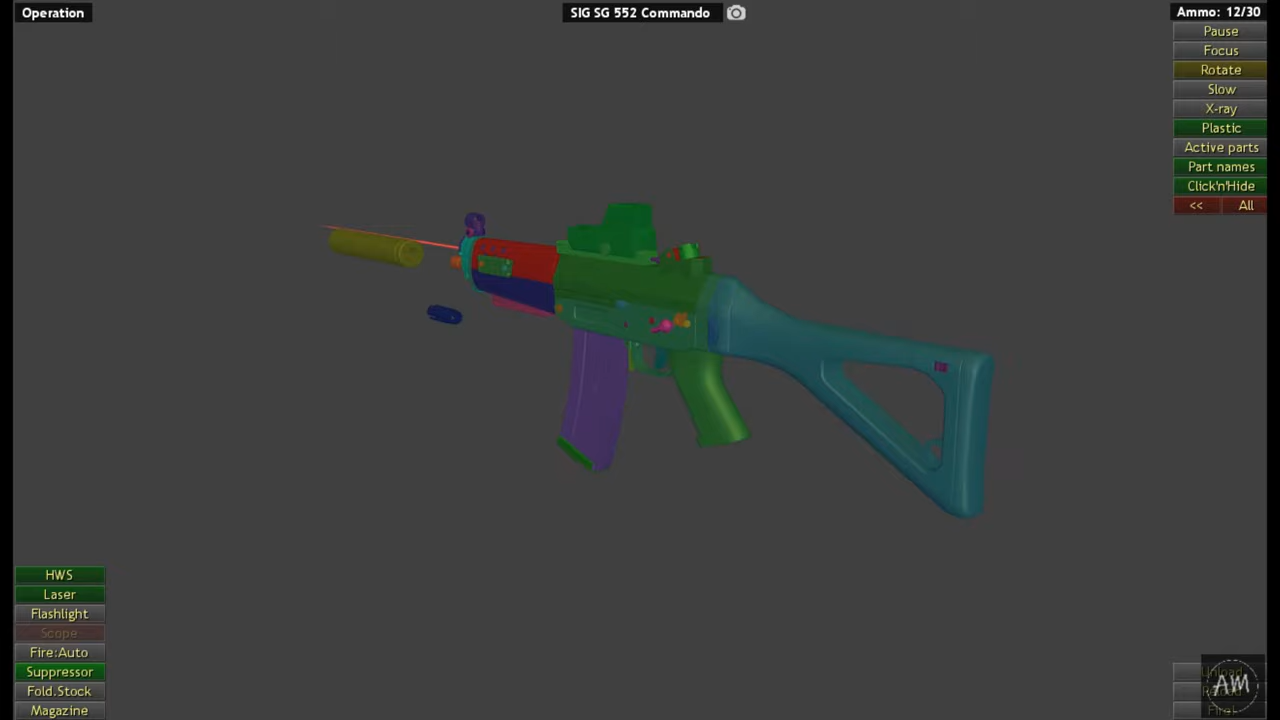 Operation
SIG SG 552 Commando
Ammo: 12/30
Pause
Focus
Rotate
Slow
X-ray
Plastic
Active parts
Part names
Click'n'Hide
<< All
HWS
Laser
Flashlight
Scope
Fire:Auto
Suppressor
Fold.Stock
Magazine
AM